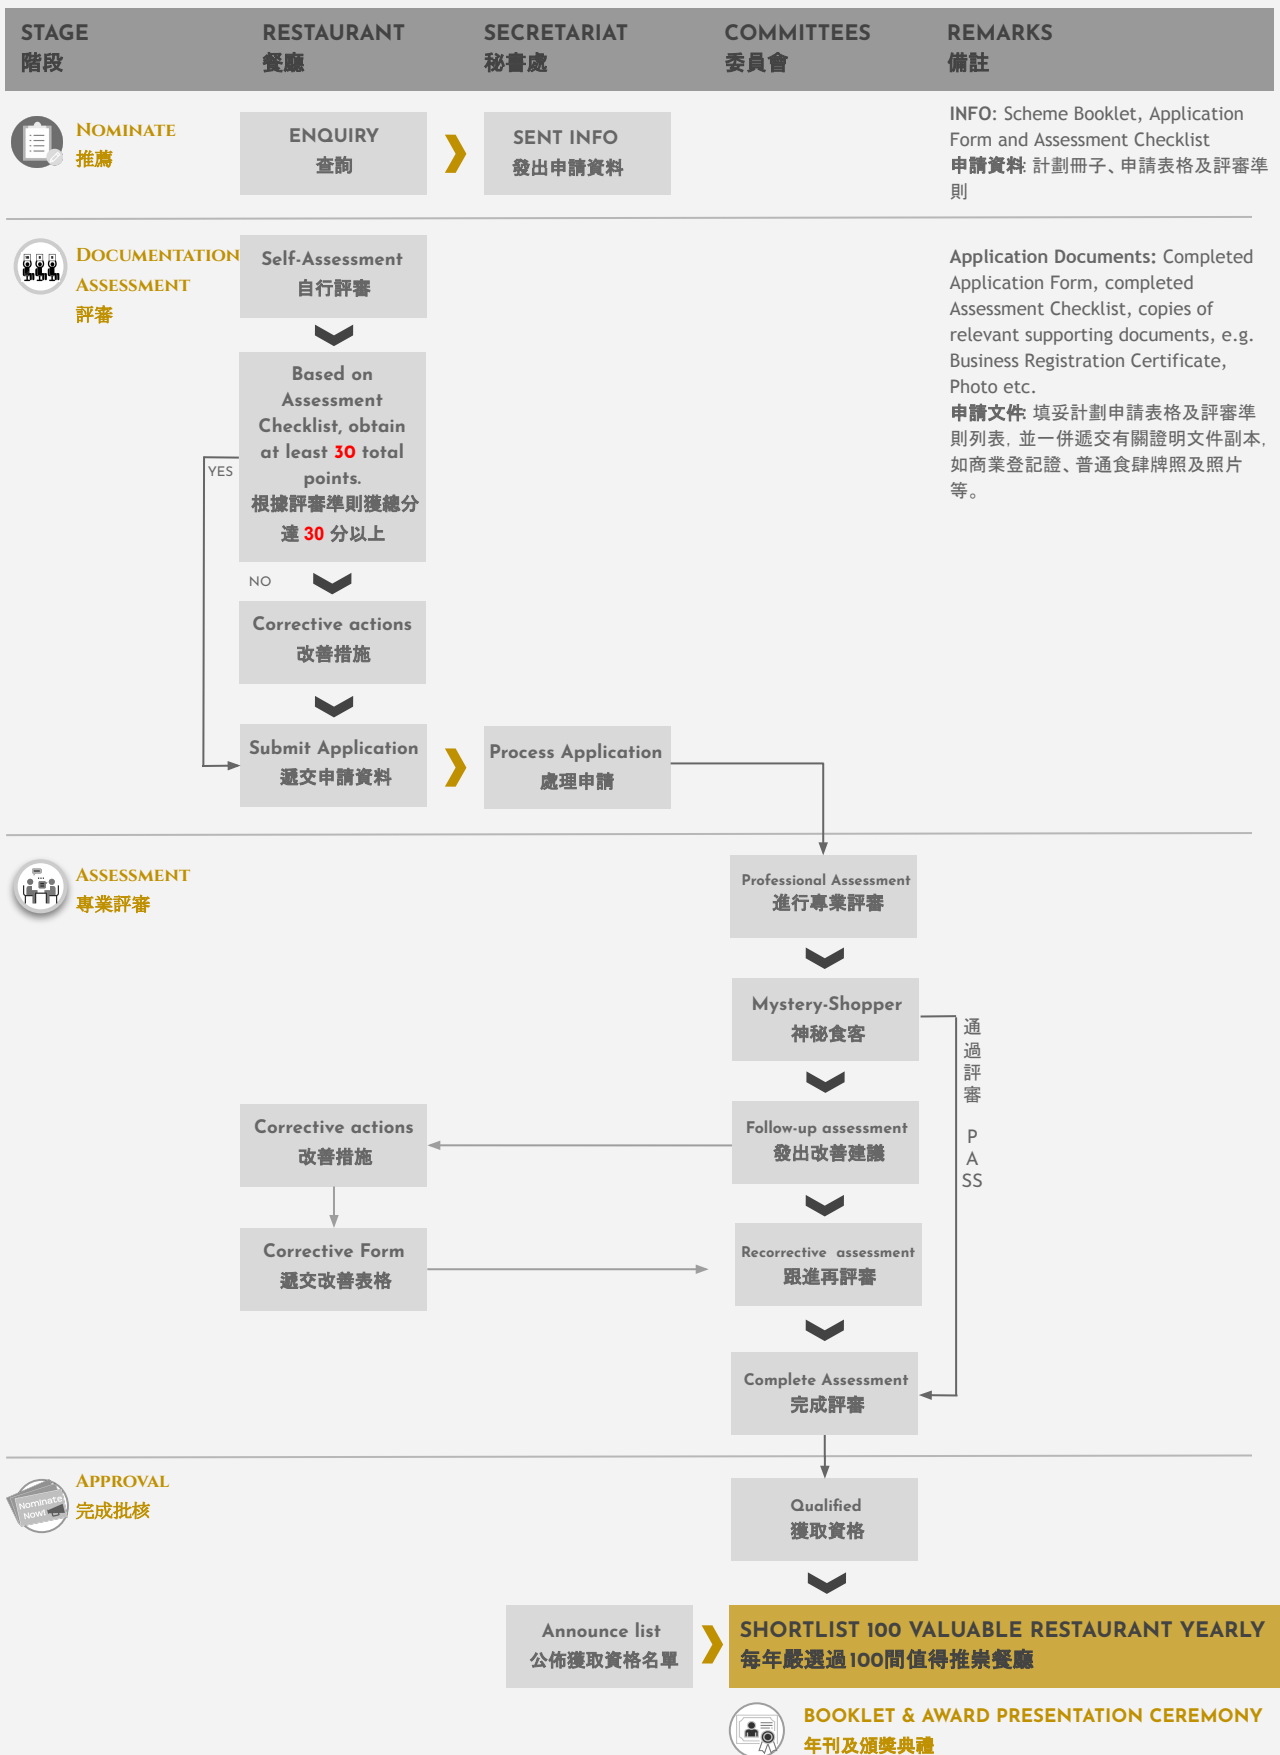 STAGE
階段
RESTAURANT
餐廳
SECRETARIAT
秘書處
COMMITTEES
委員會
REMARKS
備註
NOMINATE
推薦
ENQUIRY
查詢
SENT INFO
發出申請資料
INFO: Scheme Booklet, Application
Form and Assessment Checklist
申請資料: 計劃冊子、申請表格及評審準
則
DOCUMENTATION
ASSESSMENT
評審
Self-Assessment
自行評審
Based on
Assessment
Checklist, obtain
at least 30 total
points.
根據評審準則獲總分
達 30 分以上
YES
NO
Corrective actions
改善措施
Submit Application
遞交申請資料
Process Application
處理申請
Application Documents: Completed
Application Form, completed
Assessment Checklist, copies of
relevant supporting documents, e.g.
Business Registration Certificate,
Photo etc.
申請文件: 填妥計劃申請表格及評審準
則列表, 並一併遞交有關證明文件副本,
如商業登記證、普通食肆牌照及照片
等。
ASSESSMENT
專業評審
Professional Assessment
進行專業評審
Mystery-Shopper
神秘食客
通
過
評
審
P
A
SS
Follow-up assessment
發出改善建議
Corrective actions
改善措施
Corrective Form
遞交改善表格
Recorrective assessment
跟進再評審
Complete Assessment
完成評審
APPROVAL
完成批核
Nominate
Now!
Qualified
獲取資格
Announce list
公佈獲取資格名單
SHORTLIST 100 VALUABLE RESTAURANT YEARLY
每年嚴選過100間值得推崇餐廳
BOOKLET & AWARD PRESENTATION CEREMONY
年刊及頒獎典禮